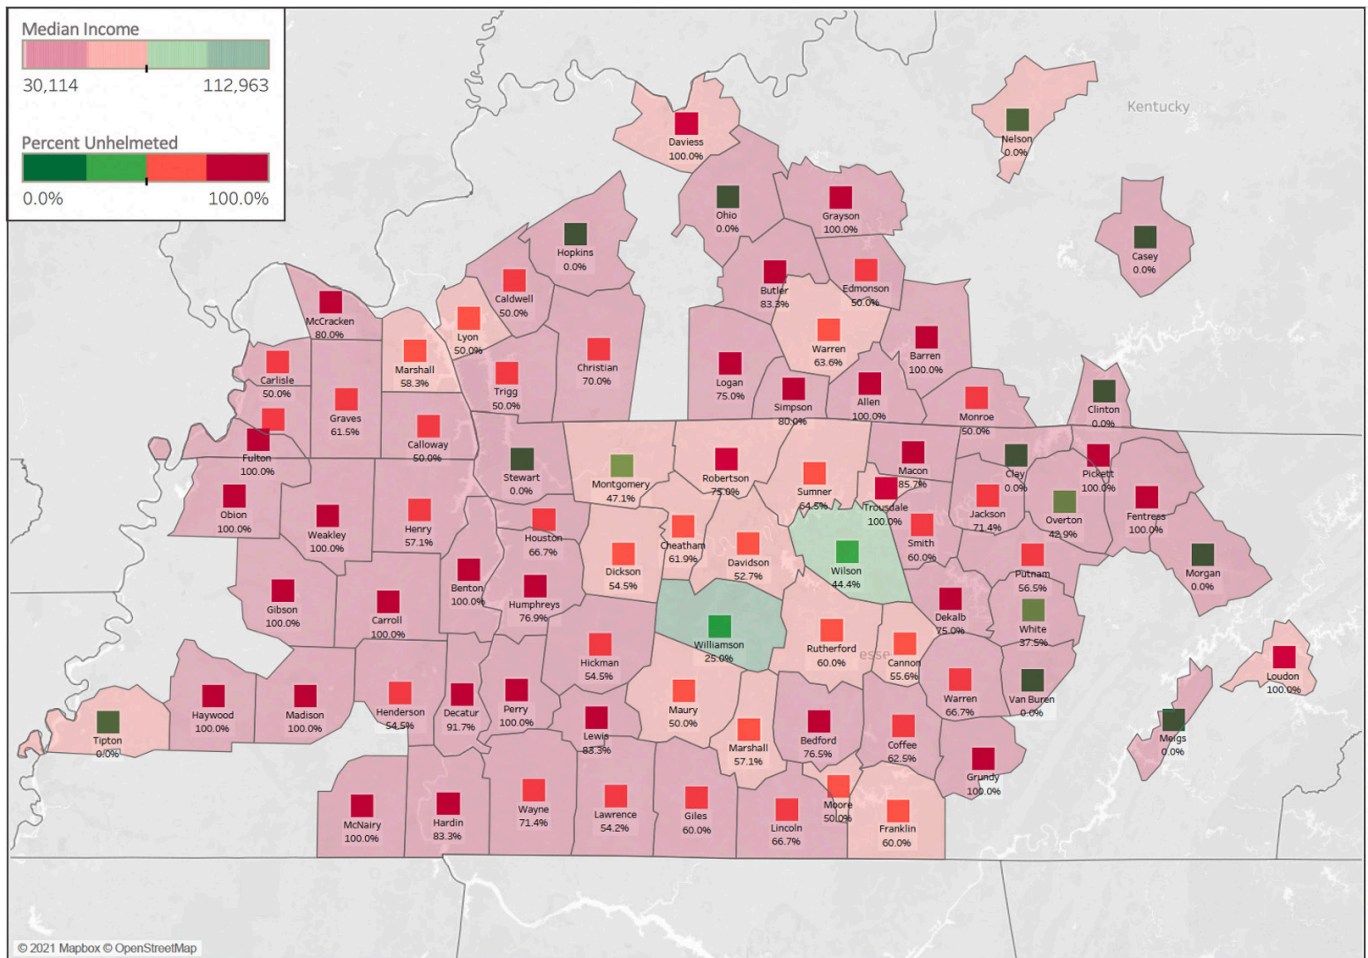 Median Income
30,114 112,963
Percent Unhelmeted
0.0% 100.0%
Kentucky
Nelson
0.0%
Daviess
100.0%
Ohio
0.0%
Grayson
100.0%
Hopkins
0.0%
Casey
0.0%
Butler
83.3%
Edmonson
50.0%
Caldwell
50.0%
McCracken
80.0%
Lyon
50.0%
Warren
63.6%
Barren
100.0%
Marshall
58.3%
Christian
70.0%
Carlisle
50.0%
Trigg
50.0%
Logan
75.0%
Simpson
80.0%
Allen
100.0%
Clinton
0.0%
Graves
61.5%
Monroe
50.0%
Calloway
50.0%
Fulton
100.0%
Stewart
0.0%
Montgomery
47.1%
Robertson
75.0%
Sumner
64.5%
Macon
85.7%
Clay
0.0%
Pickett
100.0%
Trousdale
100.0%
Obion
100.0%
Weakley
100.0%
Henry
57.1%
Jackson
71.4%
Overton
42.9%
Fentress
100.0%
Houston
66.7%
Cheatham
61.9%
Smith
60.0%
Dickson
54.5%
Davidson
52.7%
Wilson
44.4%
Putnam
56.5%
Morgan
0.0%
Gibson
100.0%
Carroll
100.0%
Benton
100.0%
Humphreys
76.9%
Dekalb
75.0%
White
37.5%
Williamson
25.0%
Rutherford
60.0%
esse
Cannon
55.6%
Hickman
54.5%
Loudon
100.0%
Haywood
100.0%
Madison
100.0%
Henderson
54.5%
Decatur
91.7%
Perry
100.0%
Maury
50.0%
Warren
66.7%
Van Buren
0.0%
Tipton
0.0%
Lewis
83.3%
Marshall
57.1%
Bedford
76.5%
Coffee
62.5%
Meigs
0.0%
Grundy
100.0%
McNairy
100.0%
Hardin
83.3%
Wayne
71.4%
Lawrence
54.2%
Giles
60.0%
Lincoln
66.7%
Moore
50.0%
Franklin
60.0%
© 2021 Mapbox © OpenStreetMap